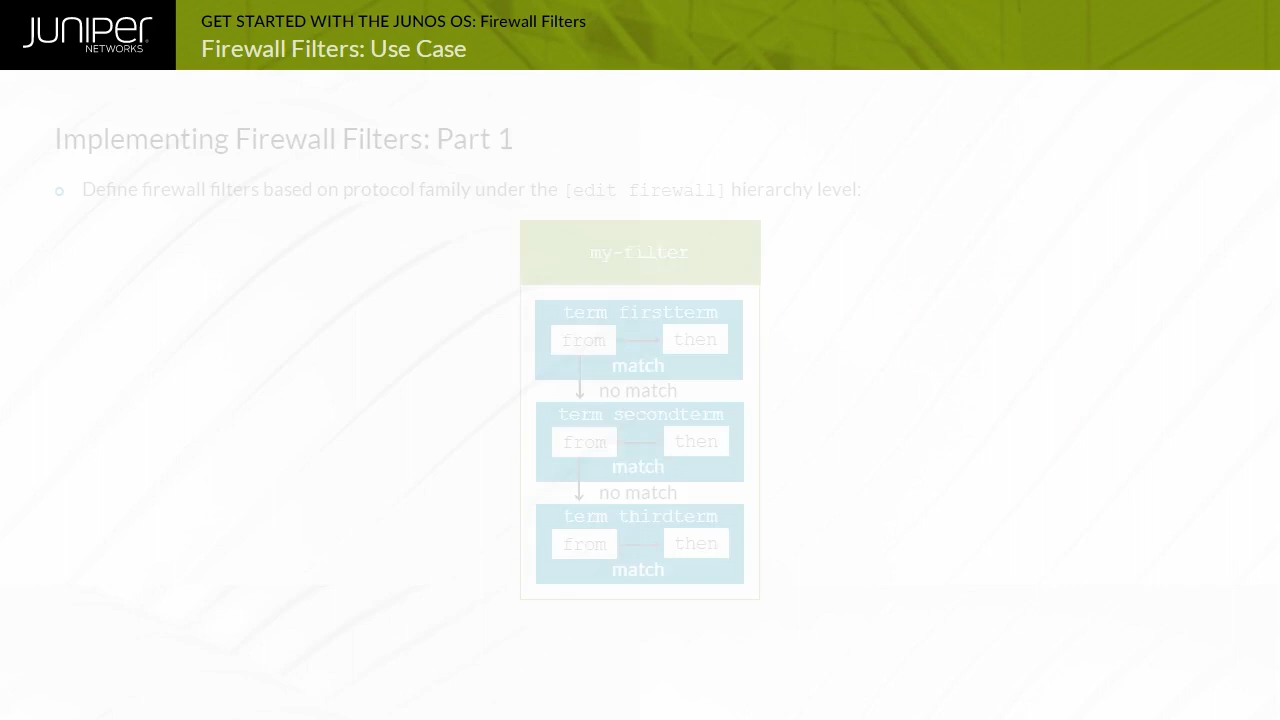 JUNIPER
NETWORKS
GET STARTED WITH THE JUNOS OS: Firewall Filters
Firewall Filters: Use Case
Implementing Firewall Filters: Part 1
Define firewall filters based on protocol family under the [edit firewall] hierarchy level:
my-filter
term firstterm
from then
match
no match
term secondterm
from then
match
no match
term thirdterm
from then
match